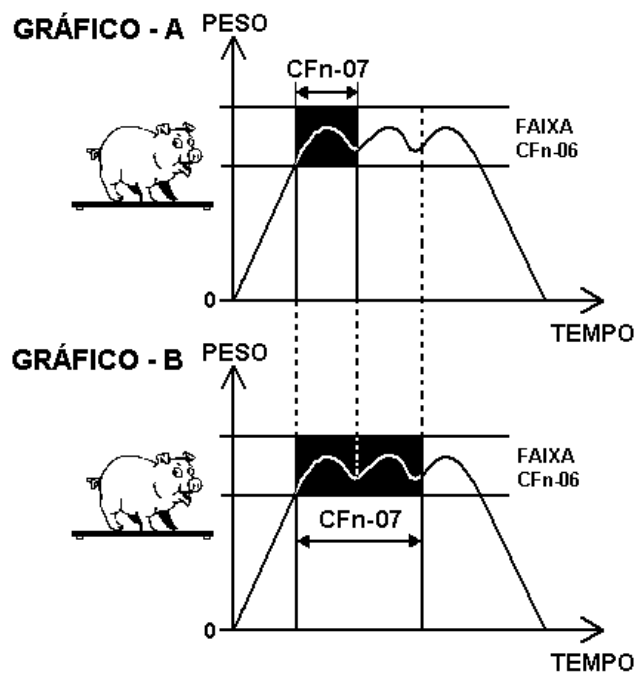 GRÁFICO - A PESO
CFn-07
FAIXA
CFn-06
0
TEMPO
GRÁFICO - B PESO
FAIXA
CFn-06
CFn-07
0
TEMPO